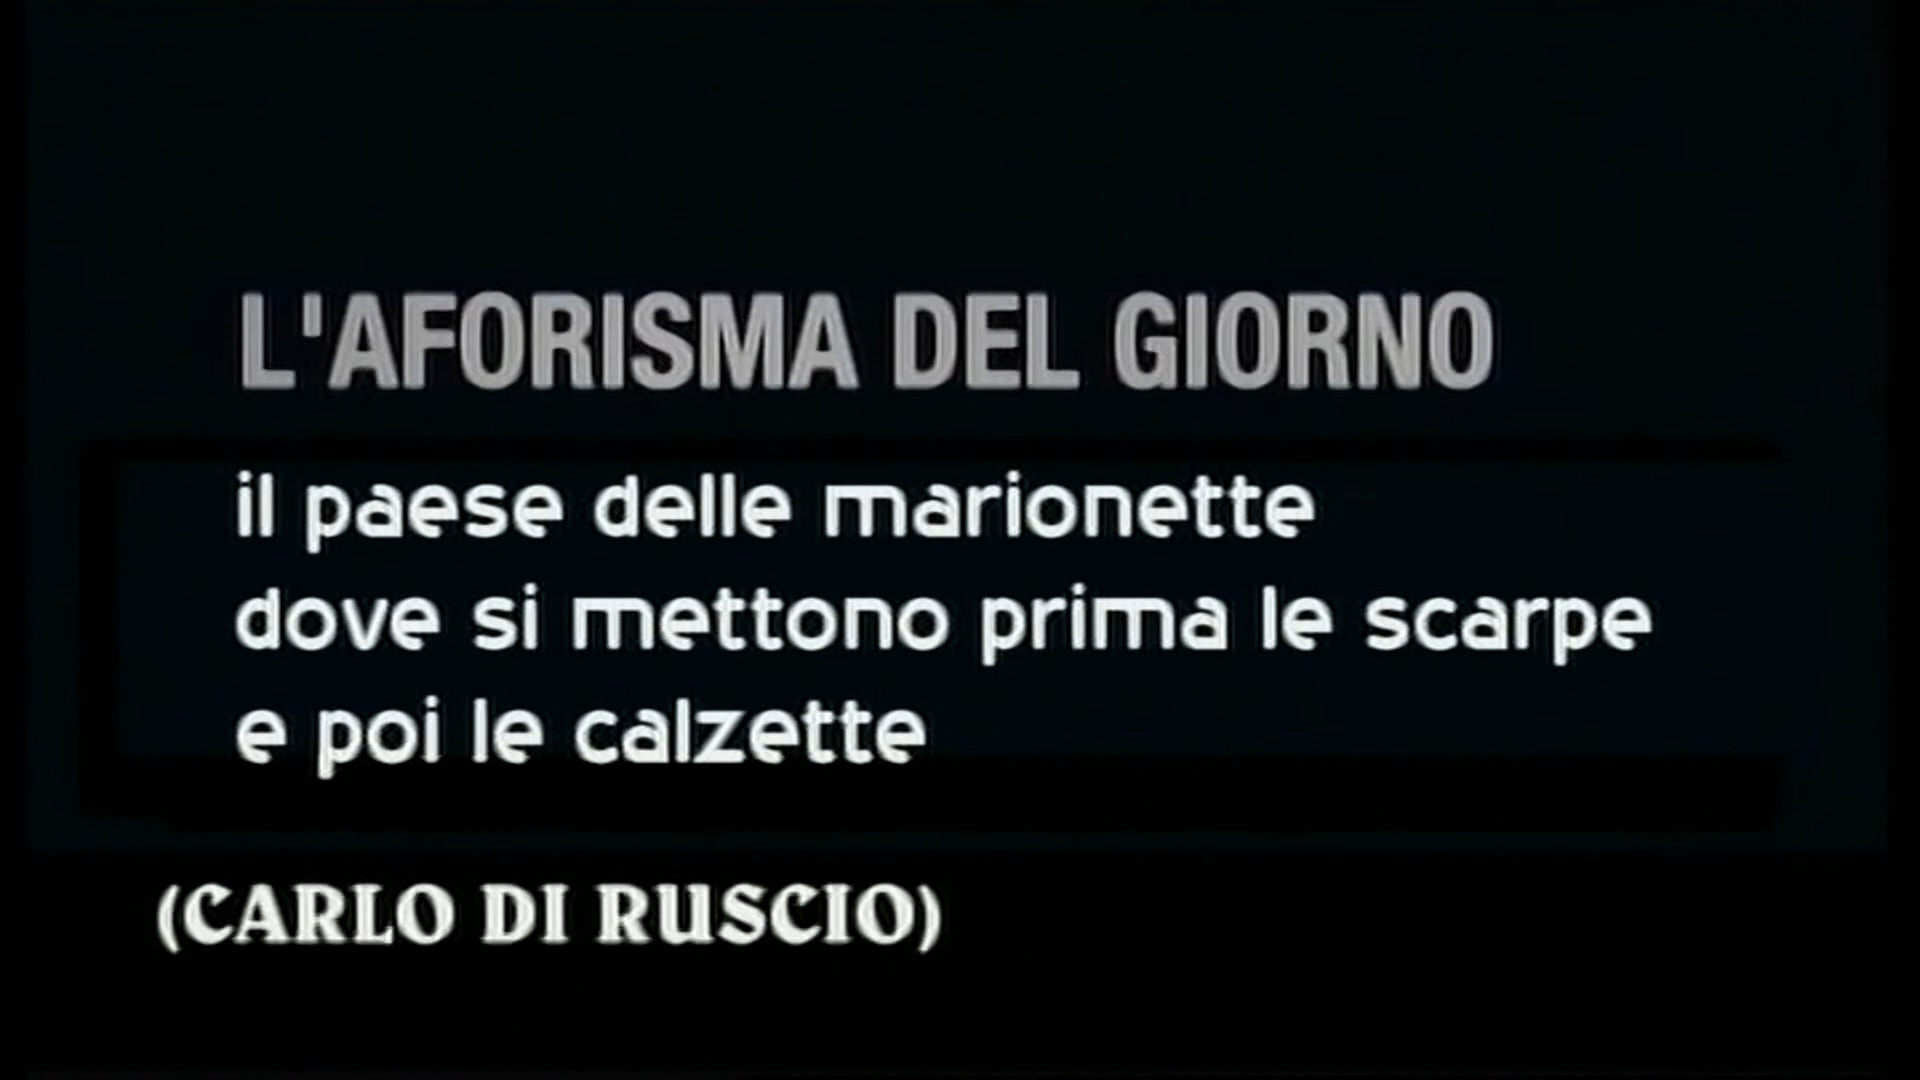 L'AFORISMA DEL GIORNO
il paese delle marionette
dove si mettono prima le scarpe
e poi le calzette
(CARLO DI RUSCIO)